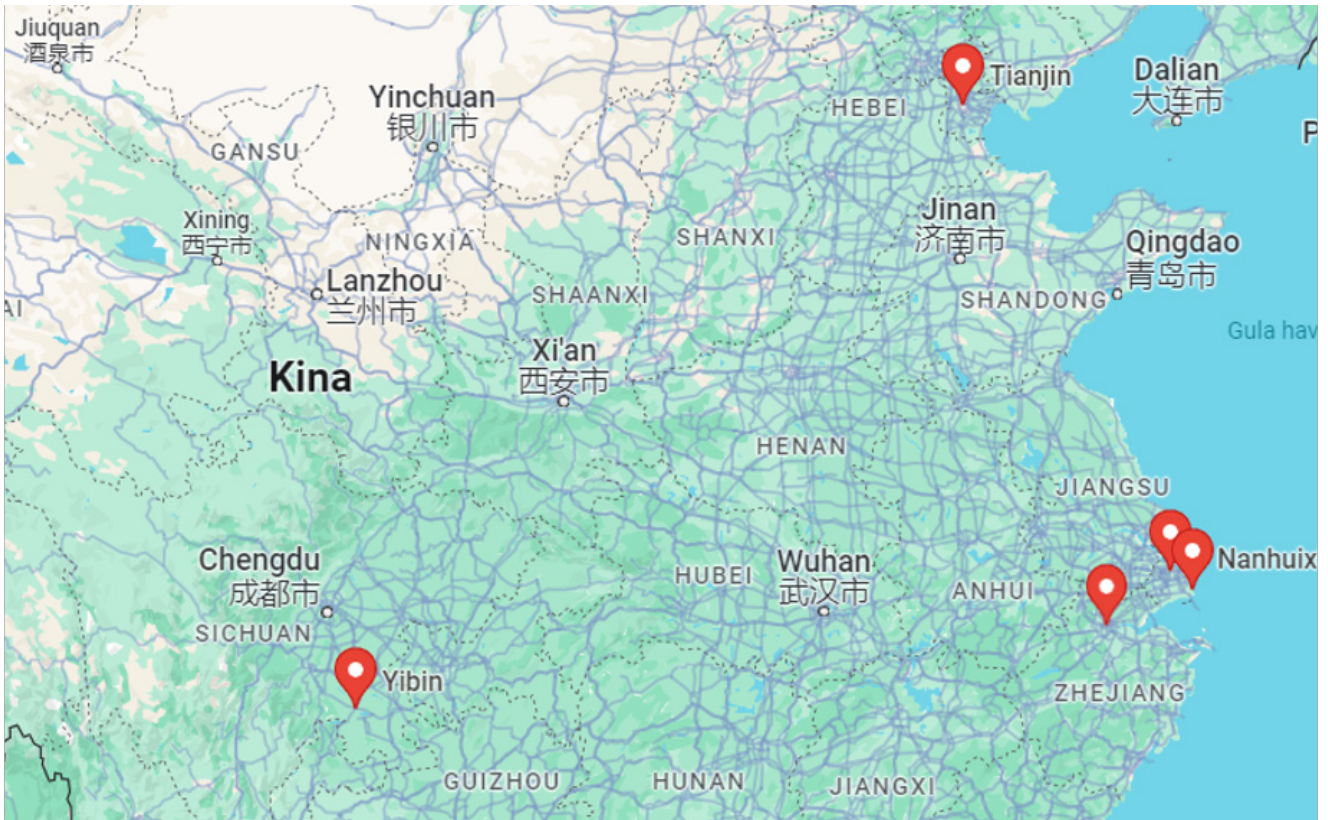 Jiuquan
酒泉市
Tianjin
Dalian
大连市
Yinchuan
银川市
HEBEI
P
GANSU
Xining
西宁市
Jinan
济南市
NINGXIA
SHANXI
Qingdao
青岛市
Lanzhou
兰州市
SHAANXI
SHANDONG
AI
Gula hav
Xi'an
西安市
Kina
HENAN
JIANGSU
Chengdu
成都市
Wuhan
武汉市
Nanhuix
HUBEI
ANHUI
SICHUAN
Yibin
ZHEJIANG
GUIZHOU
HUNAN
JIANGXI